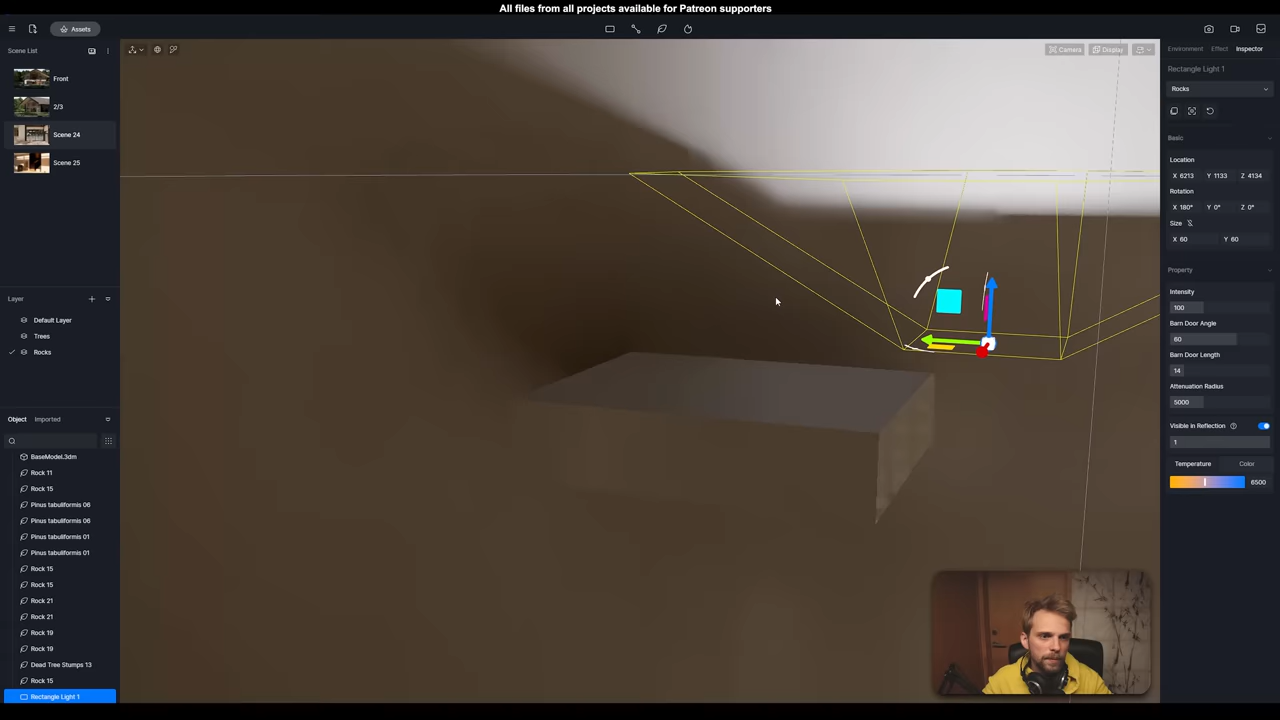 All files from all projects available for Patreon supporters
Assets
Scene List
Front
2/3
Scene 24
Scene 25
Layer
Default Layer
Trees
Rocks
Object
Imported
BaseModel.3dm
Rock 11
Rock 15
Pinus tabuliformis 06
Pinus tabuliformis 06
Pinus tabuliformis 01
Pinus tabuliformis 01
Rock 15
Rock 15
Rock 21
Rock 21
Rock 19
Rock 19
Dead Tree Stumps 13
Rock 15
Rectangle Light 1
Camera
Display
Environment
Effect
Inspector
Rectangle Light 1
Rocks
Basic
Location
X 6213 Y 1133 Z 4134
Rotation
X 180° Y 0° Z 0°
Size
X 60 Y 60
Property
Intensity
100
Barn Door Angle
60
Barn Door Length
14
Attenuation Radius
5000
Visible in Reflection
1
Temperature
Color
6500